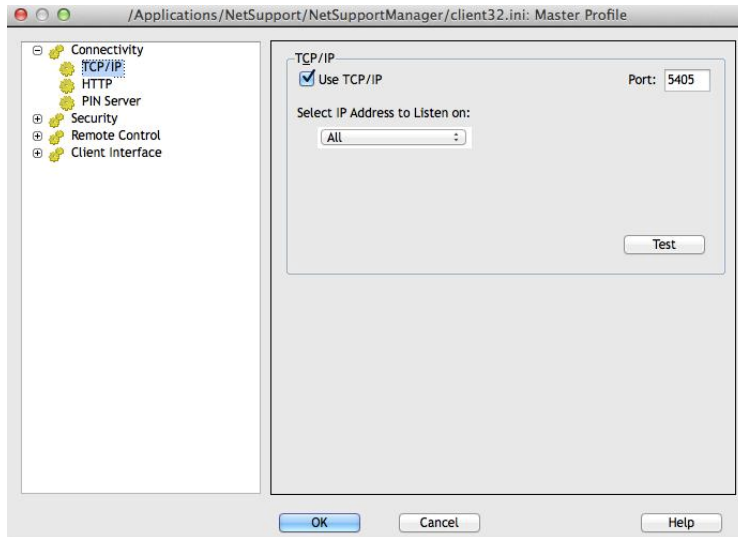 /Applications/NetSupport/NetSupportManager/client32.ini: Master Profile
Connectivity
TCP/IP
HTTP
PIN Server
Security
Remote Control
Client Interface
TCP/IP
Use TCP/IP
Port: 5405
Select IP Address to Listen on:
All
Test
OK
Cancel
Help